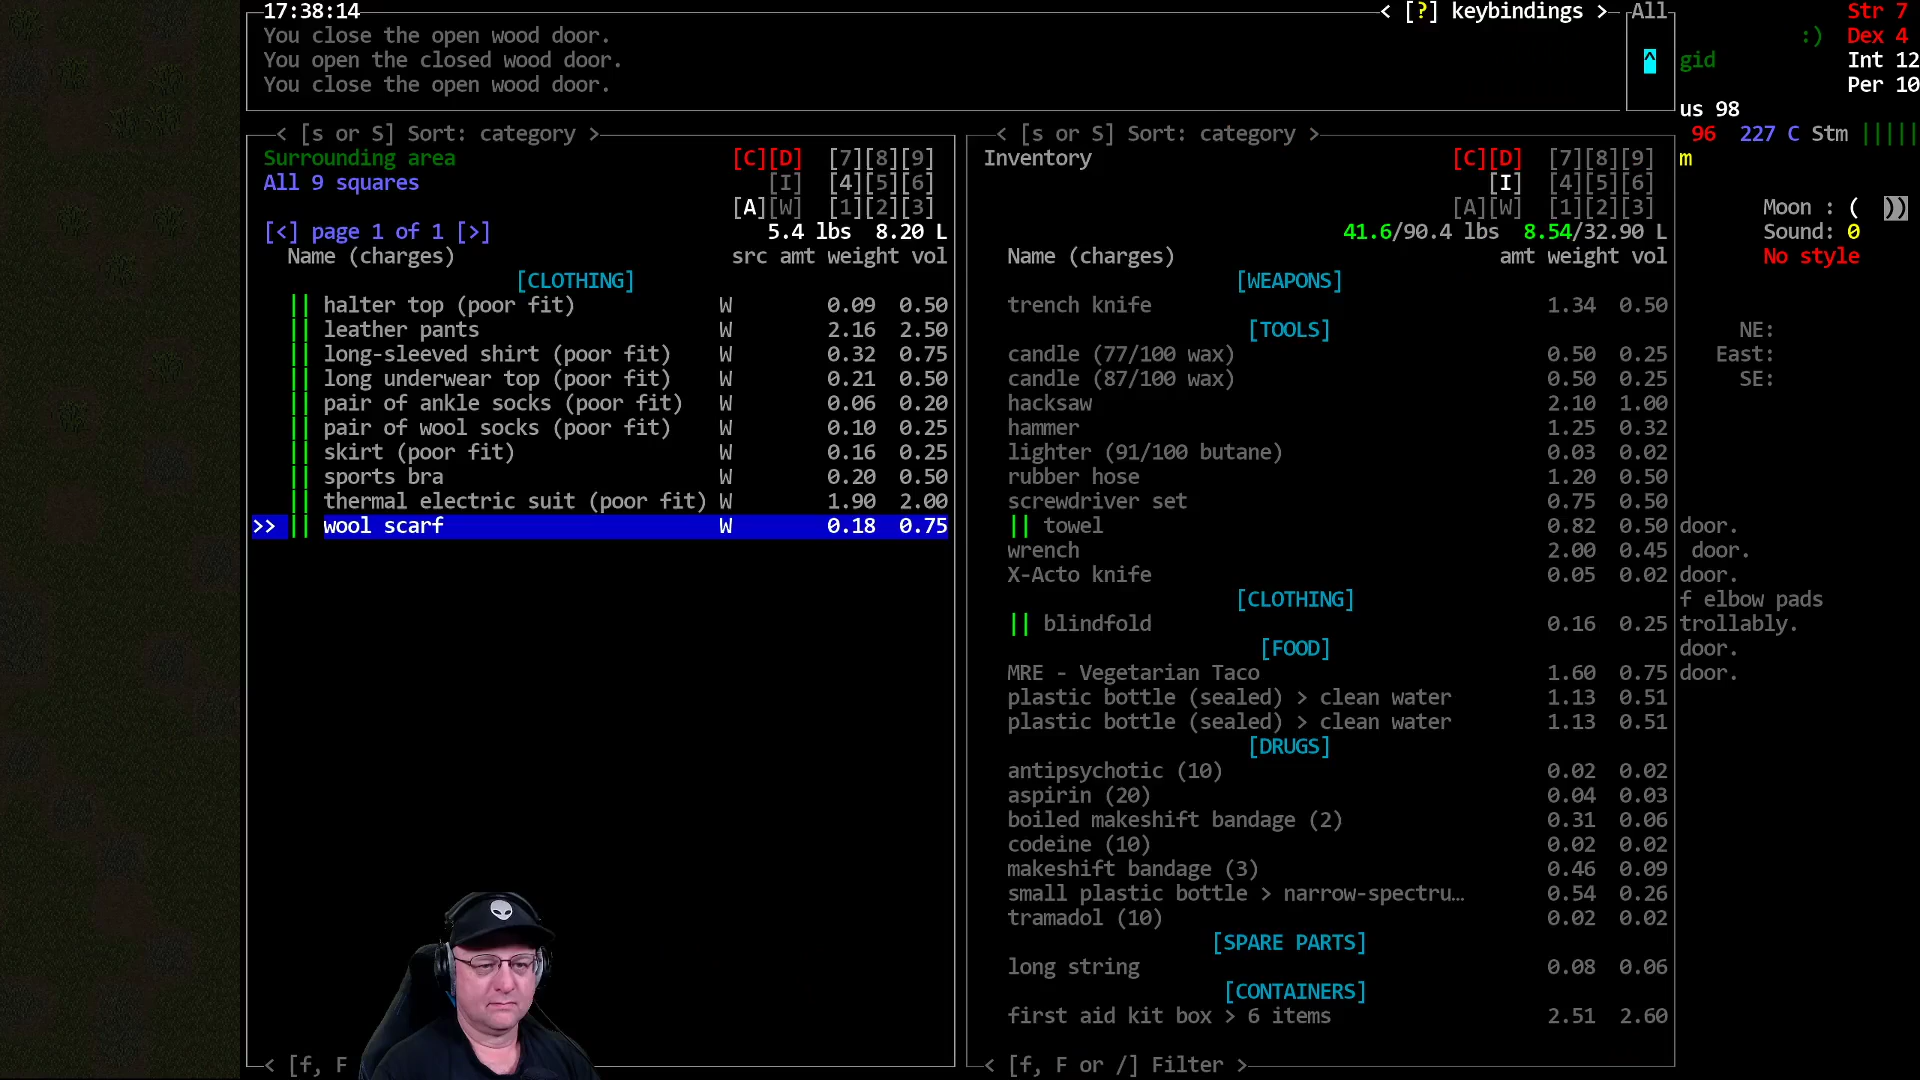 17:38:14
< [?] keybindings >
All
Str 7
You close the open wood door.
:)
Dex 4
You open the closed wood door.
^
gid
Int 12
You close the open wood door.
Per 10
us 98
< [s or S] Sort: category >
< [s or S] Sort: category >
96 227 C Stm |||||
Surrounding area
[C][D] [7][8][9]
Inventory
[C][D] [7][8][9]
m
All 9 squares
[I] [4][5][6]
[I] [4][5][6]
[A][W] [1][2][3]
[A][W] [1][2][3]
Moon : ( ))
[<] page 1 of 1 [>]
5.4 lbs 8.20 L
41.6/90.4 lbs 8.54/32.90 L
Sound: 0
Name (charges) src amt weight vol
Name (charges) amt weight vol
No style
[CLOTHING]
[WEAPONS]
|| halter top (poor fit) W 0.09 0.50
trench knife 1.34 0.50
|| leather pants W 2.16 2.50
[TOOLS]
NE:
|| long-sleeved shirt (poor fit) W 0.32 0.75
candle (77/100 wax) 0.50 0.25
East:
|| long underwear top (poor fit) W 0.21 0.50
candle (87/100 wax) 0.50 0.25
SE:
|| pair of ankle socks (poor fit) W 0.06 0.20
hacksaw 2.10 1.00
|| pair of wool socks (poor fit) W 0.10 0.25
hammer 1.25 0.32
|| skirt (poor fit) W 0.16 0.25
lighter (91/100 butane) 0.03 0.02
|| sports bra W 0.20 0.50
rubber hose 1.20 0.50
|| thermal electric suit (poor fit) W 1.90 2.00
screwdriver set 0.75 0.50
>> || wool scarf W 0.18 0.75
|| towel 0.82 0.50
door.
wrench 2.00 0.45
door.
X-Acto knife 0.05 0.02
door.
[CLOTHING]
f elbow pads
|| blindfold 0.16 0.25
trollably.
[FOOD]
door.
MRE - Vegetarian Taco 1.60 0.75
door.
plastic bottle (sealed) > clean water 1.13 0.51
plastic bottle (sealed) > clean water 1.13 0.51
[DRUGS]
antipsychotic (10) 0.02 0.02
aspirin (20) 0.04 0.03
boiled makeshift bandage (2) 0.31 0.06
codeine (10) 0.02 0.02
makeshift bandage (3) 0.46 0.09
small plastic bottle > narrow-spectru… 0.54 0.26
tramadol (10) 0.02 0.02
[SPARE PARTS]
long string 0.08 0.06
[CONTAINERS]
first aid kit box > 6 items 2.51 2.60
< [f, F
< [f, F or /] Filter >